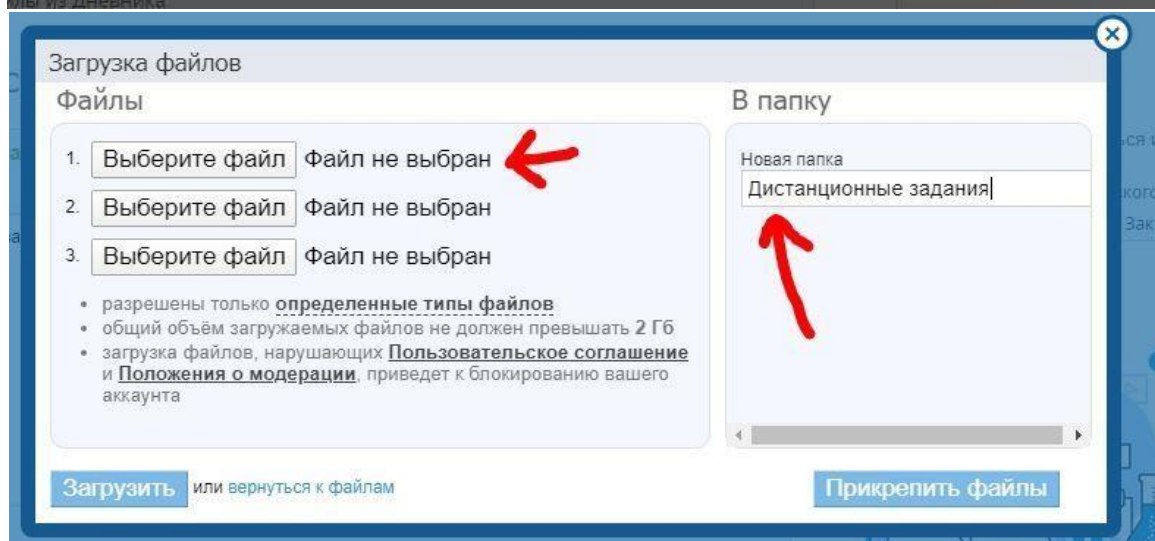 лы из дневника
Загрузка файлов
Файлы
1. Выберите файл Файл не выбран
2. Выберите файл Файл не выбран
3. Выберите файл Файл не выбран
• разрешены только определенные типы файлов
• общий объём загружаемых файлов не должен превышать 2 Гб
• загрузка файлов, нарушающих Пользовательское соглашение
и Положения о модерации, приведет к блокированию вашего
аккаунта
В папку
Новая папка
Дистанционные задания
Загрузить или вернуться к файлам
Прикрепить файлы